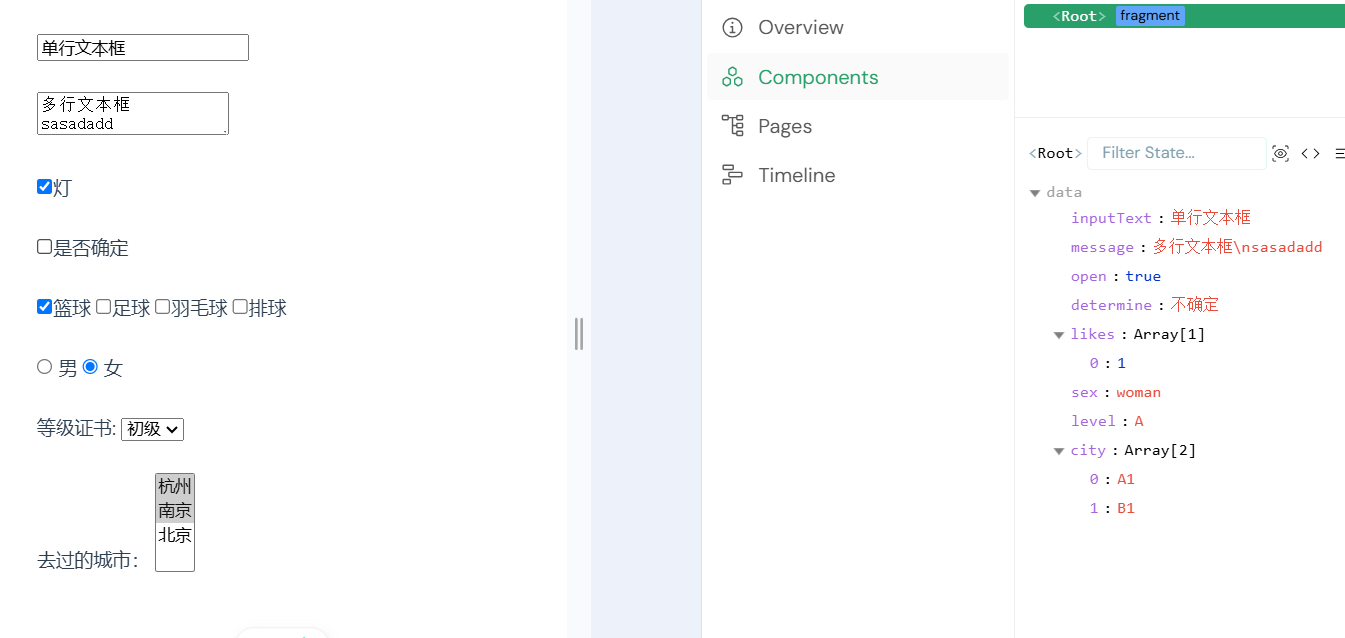 单行文本框
多行文本框
sasadadd
灯
是否确定
篮球 足球 羽毛球 排球
男 女
等级证书: 初级
杭州
南京
北京
去过的城市：
Overview
Components
Pages
Timeline
<Root> fragment
<Root> Filter State...
data
inputText : 单行文本框
message : 多行文本框\nsasadadd
open : true
determine : 不确定
likes : Array[1]
0 : 1
sex : woman
level : A
city : Array[2]
0 : A1
1 : B1